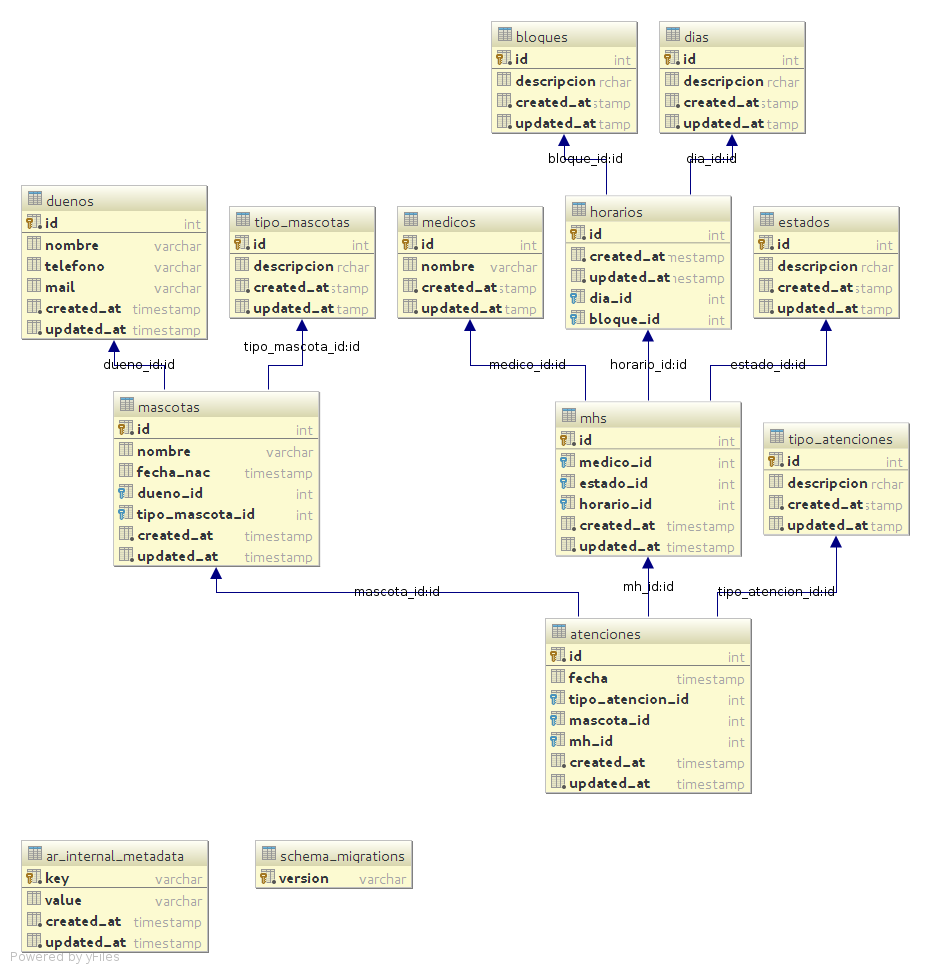 bloques
id int
descripcion rchar
created_at stamp
updated_at tamp
dias
id int
descripcion rchar
created_at stamp
updated_at tamp
bloque_id:id
dia_id:id
duenos
id int
nombre varchar
telefono varchar
mail varchar
created_at timestamp
updated_at timestamp
tipo_mascotas
id int
descripcion rchar
created_at stamp
updated_at tamp
medicos
id int
nombre varchar
created_at stamp
updated_at tamp
horarios
id int
created_at mestamp
updated_at nestamp
dia_id int
bloque_id int
estados
id int
descripcion rchar
created_at stamp
updated_at tamp
dueno_id:id
tipo_mascota_id:id
medico_id:id
horario_id:id
estado_id:id
mascotas
id int
nombre varchar
fecha_nac timestamp
dueno_id int
tipo_mascota_id int
created_at timestamp
updated_at timestamp
mhs
id int
medico_id int
estado_id int
horario_id int
created_at timestamp
updated_at timestamp
tipo_atenciones
id int
descripcion rchar
created_at stamp
updated_at tamp
mascota_id:id
mh_id:id
tipo_atencion_id:id
atenciones
id int
fecha timestamp
tipo_atencion_id int
mascota_id int
mh_id int
created_at timestamp
updated_at timestamp
ar_internal_metadata
key varchar
value varchar
created_at timestamp
updated_at timestamp
schema_migrations
version varchar
Powered by yFiles